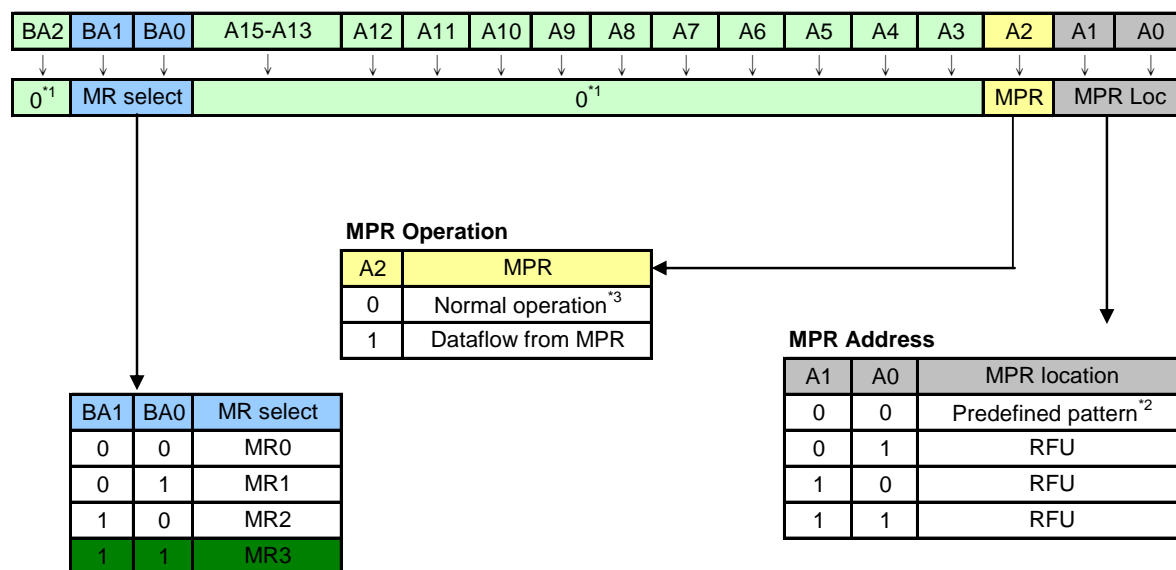 BA2 BA1 BA0 A15-A13 A12 A11 A10 A9 A8 A7 A6 A5 A4 A3 A2 A1 A0
0*1 MR select 0*1 MPR MPR Loc
MPR Operation
A2 MPR
0 Normal operation*3
1 Dataflow from MPR
MPR Address
A1 A0 MPR location
0 0 Predefined pattern*2
0 1 RFU
1 0 RFU
1 1 RFU
BA1 BA0 MR select
0 0 MR0
0 1 MR1
1 0 MR2
1 1 MR3